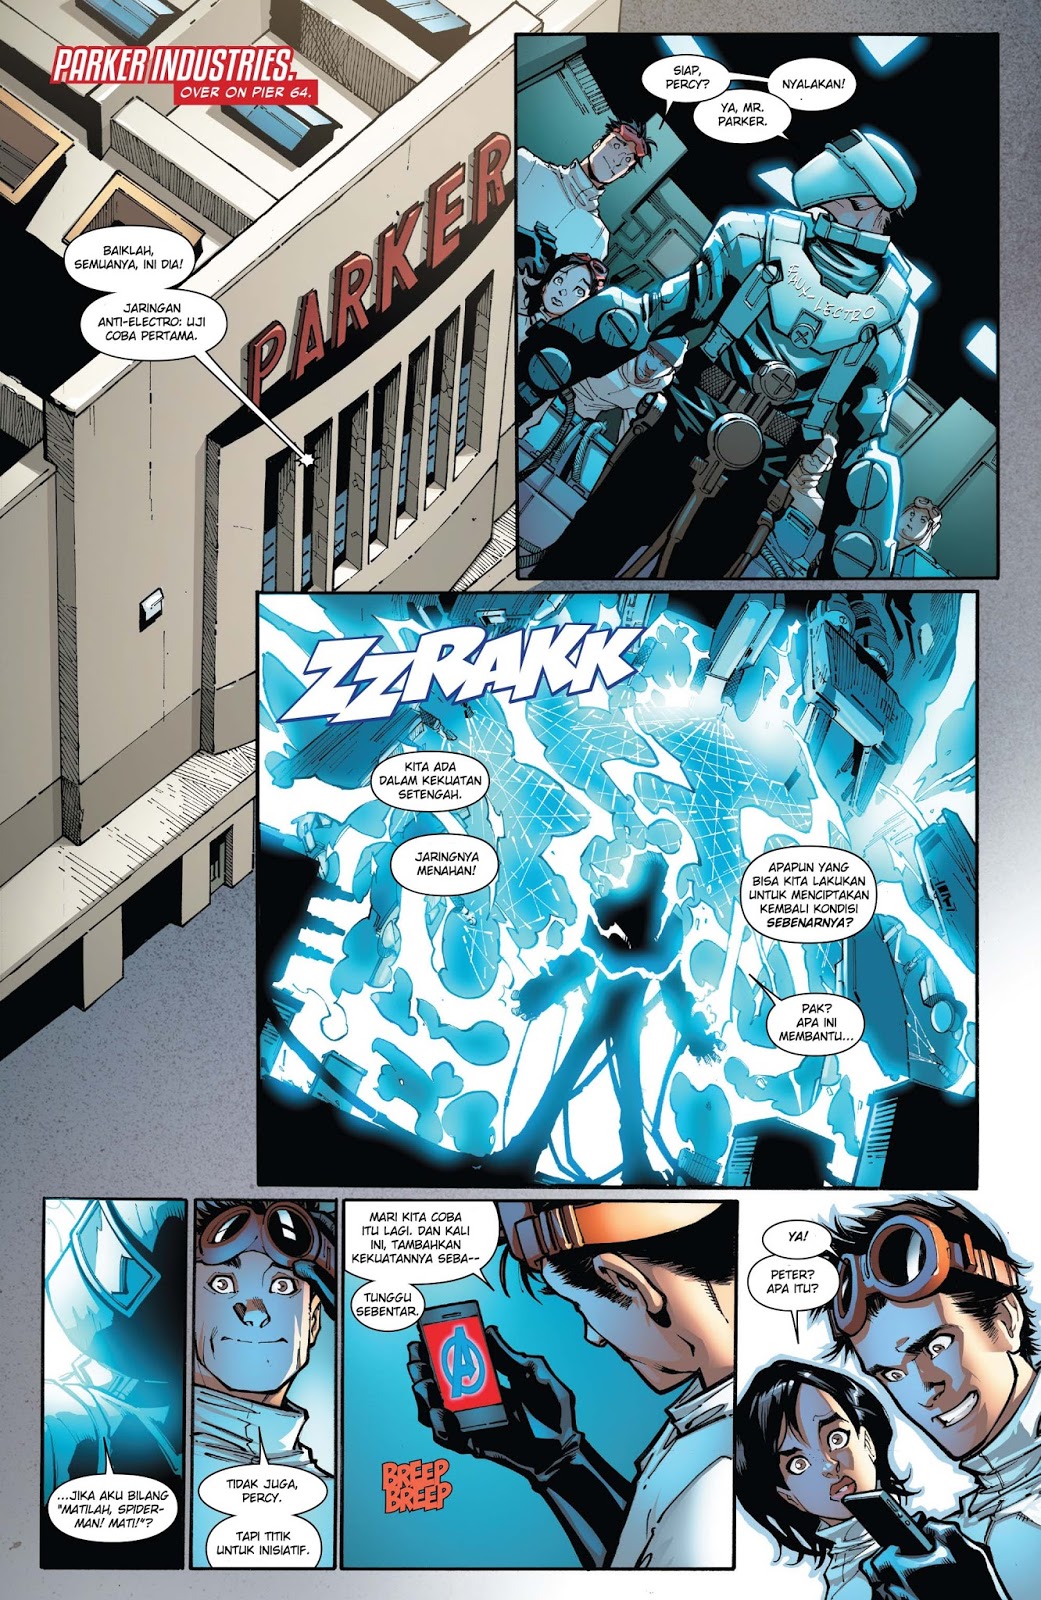 PARKER INDUSTRIES.
OVER ON PIER 64.
BAIKLAH,
SEMUANYA, INI DIA!
JARINGAN
ANTI-ELECTRO: UJI
COBA PERTAMA.
PARKER
SIAP,
PERCY?
NYALAKAN!
YA, MR.
PARKER.
FAUX-LECTRO
ZZRAKK
KITA ADA
DALAM KEKUATAN
SETENGAH.
JARINGNYA
MENAHAN!
APAPUN YANG
BISA KITA LAKUKAN
UNTUK MENCIPTAKAN
KEMBALI KONDISI
SEBENARNYA?
PAK?
APA INI
MEMBANTU...
...JIKA AKU BILANG
"MATILAH, SPIDER-
MAN! MATI!"?
TIDAK JUGA,
PERCY.
TAPI TITIK
UNTUK INISIATIF.
MARI KITA COBA
ITU LAGI. DAN KALI
INI, TAMBAHKAN
KEKUATANNYA SEBA--
TUNGGU
SEBENTAR.
BREEP
BREEP
YA!
PETER?
APA ITU?